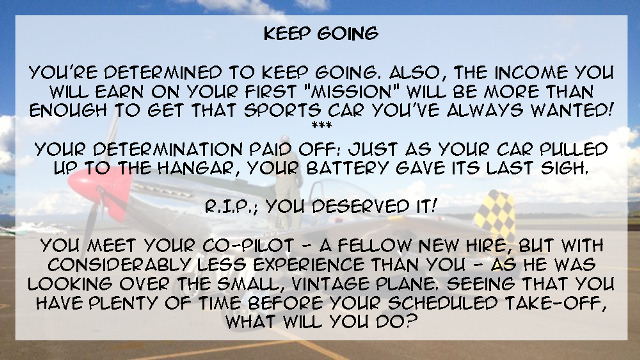 KEEP GOING
YOU'RE DETERMINED TO KEEP GOING. ALSO, THE INCOME YOU
WILL EARN ON YOUR FIRST "MISSION" WILL BE MORE THAN
ENOUGH TO GET THAT SPORTS CAR YOU'VE ALWAYS WANTED!
***
YOUR DETERMINATION PAID OFF: JUST AS YOUR CAR PULLED
UP TO THE HANGAR, YOUR BATTERY GAVE ITS LAST SIGH.
R.I.P.; YOU DESERVED IT!
YOU MEET YOUR CO-PILOT - A FELLOW NEW HIRE, BUT WITH
CONSIDERABLY LESS EXPERIENCE THAN YOU - AS HE WAS
LOOKING OVER THE SMALL, VINTAGE PLANE. SEEING THAT YOU
HAVE PLENTY OF TIME BEFORE YOUR SCHEDULED TAKE-OFF,
WHAT WILL YOU DO?